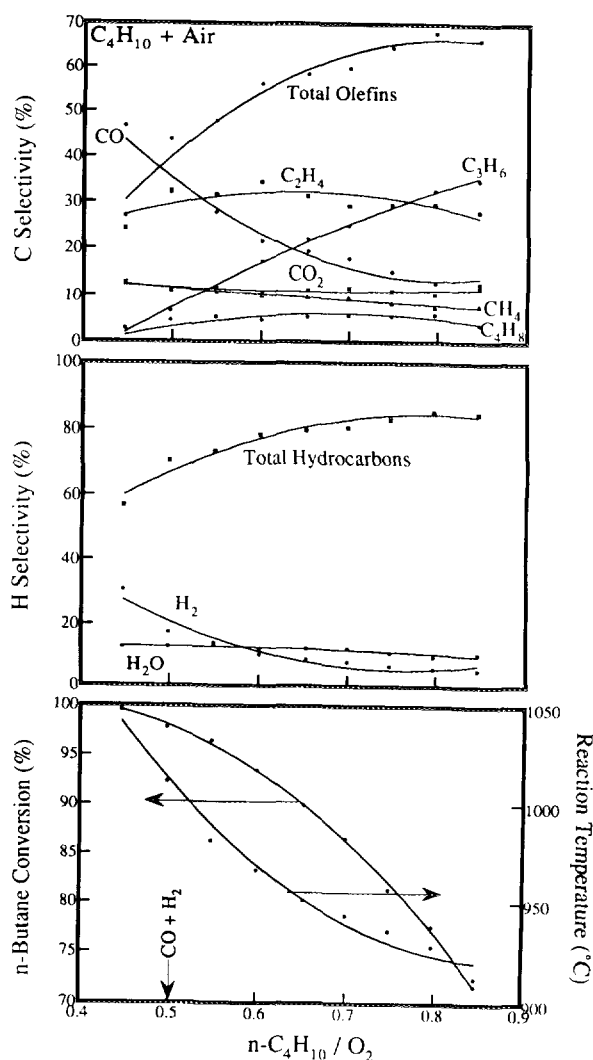 C₄H₁₀ + Air
70
60
50
40
30
20
10
0
C Selectivity (%)
Total Olefins
CO
C₂H₄
C₃H₆
CO₂
CH₄
C₄H₈
100
80
60
40
20
0
H Selectivity (%)
Total Hydrocarbons
H₂
H₂O
100
95
90
85
80
75
70
n-Butane Conversion (%)
CO + H₂
1050
1000
950
900
Reaction Temperature (°C)
0.4 0.5 0.6 0.7 0.8 0.9
n-C₄H₁₀ / O₂